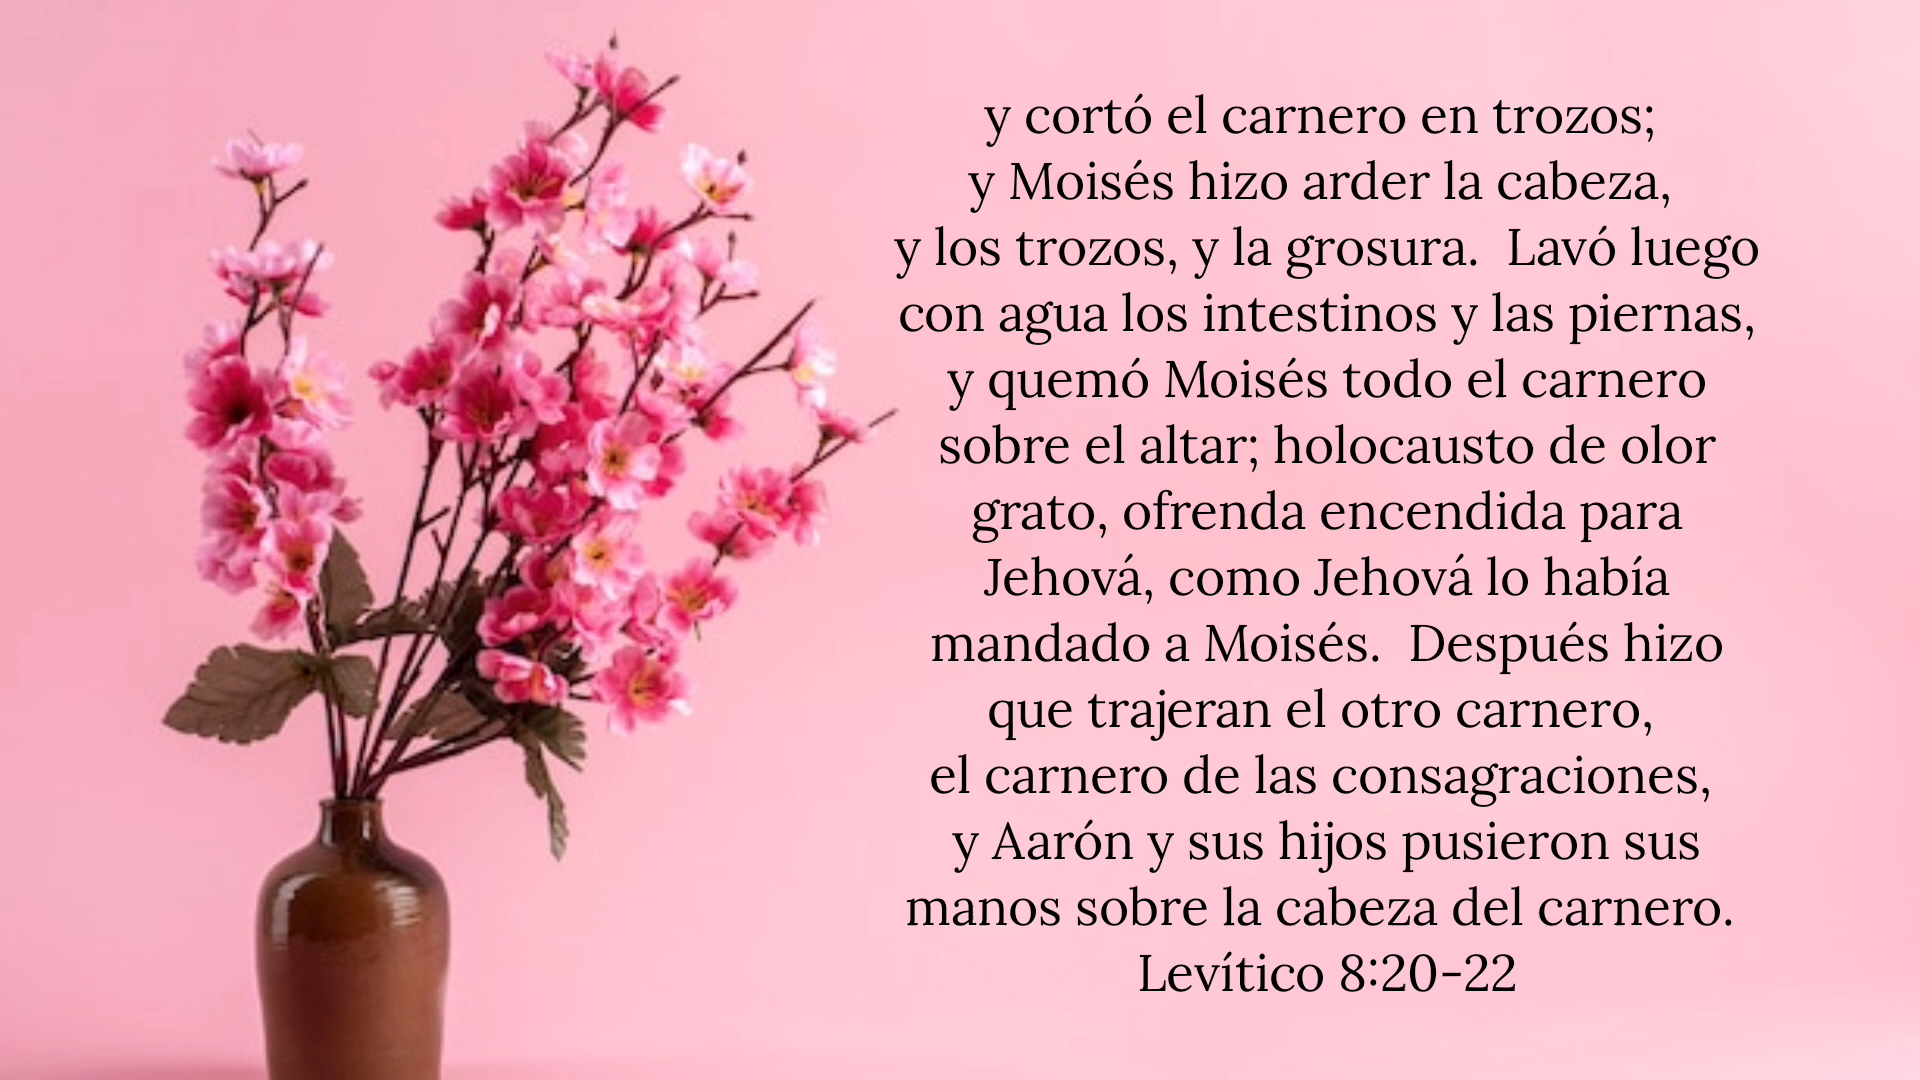 y cortó el carnero en trozos;
y Moisés hizo arder la cabeza,
y los trozos, y la grosura.  Lavó luego
con agua los intestinos y las piernas,
y quemó Moisés todo el carnero
sobre el altar; holocausto de olor
grato, ofrenda encendida para
Jehová, como Jehová lo había
mandado a Moisés.  Después hizo
que trajeran el otro carnero,
el carnero de las consagraciones,
y Aarón y sus hijos pusieron sus
manos sobre la cabeza del carnero.
Levítico 8:20-22